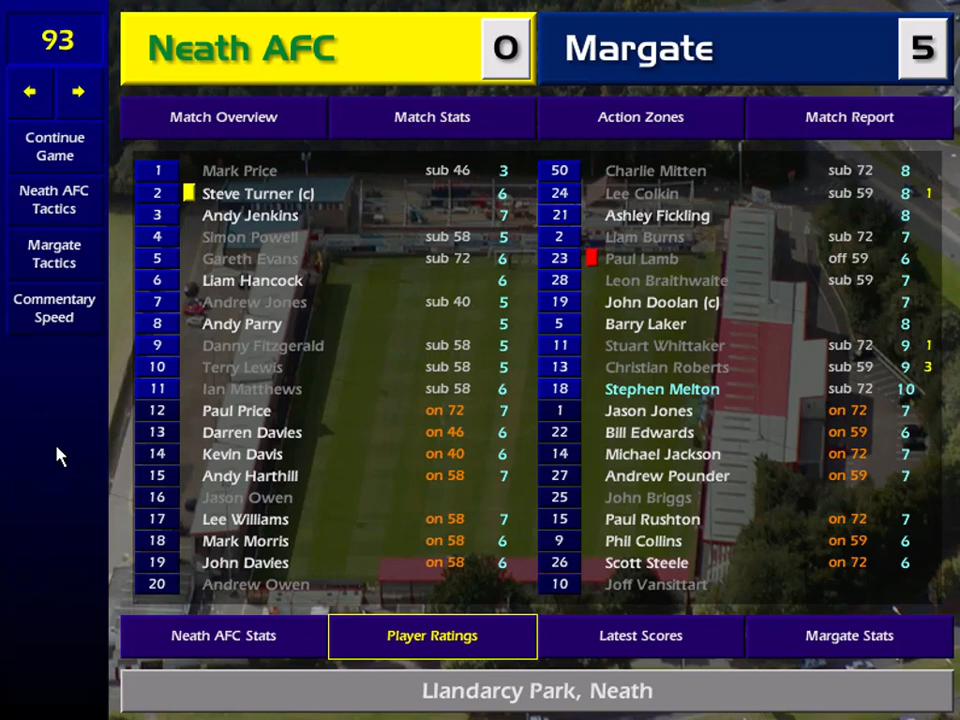 93
Neath AFC 0 Margate 5
Match Overview Match Stats Action Zones Match Report
Continue Game
Neath AFC Tactics
Margate Tactics
Commentary Speed
1 Mark Price sub 46 3 50 Charlie Mitten sub 72 8
2 Steve Turner (c) 6 24 Lee Colkin sub 59 8 1
3 Andy Jenkins 7 21 Ashley Fickling 8
4 Simon Powell sub 58 5 2 Liam Burns sub 72 7
5 Gareth Evans sub 72 6 23 Paul Lamb off 59 6
6 Liam Hancock 6 28 Leon Braithwaite sub 59 7
7 Andrew Jones sub 40 5 19 John Doolan (c) 7
8 Andy Parry 5 5 Barry Laker 8
9 Danny Fitzgerald sub 58 5 11 Stuart Whittaker sub 72 9 1
10 Terry Lewis sub 58 5 13 Christian Roberts sub 59 9 3
11 Ian Matthews sub 58 6 18 Stephen Melton sub 72 10
12 Paul Price on 72 7 1 Jason Jones on 72 7
13 Darren Davies on 46 6 22 Bill Edwards on 59 6
14 Kevin Davis on 40 6 14 Michael Jackson on 72 7
15 Andy Harthill on 58 7 27 Andrew Pounder on 59 7
16 Jason Owen 25 John Briggs
17 Lee Williams on 58 7 15 Paul Rushton on 72 7
18 Mark Morris on 58 6 9 Phil Collins on 59 6
19 John Davies on 58 6 26 Scott Steele on 72 6
20 Andrew Owen 10 Joff Vansittart
Neath AFC Stats Player Ratings Latest Scores Margate Stats
Llandarcy Park, Neath